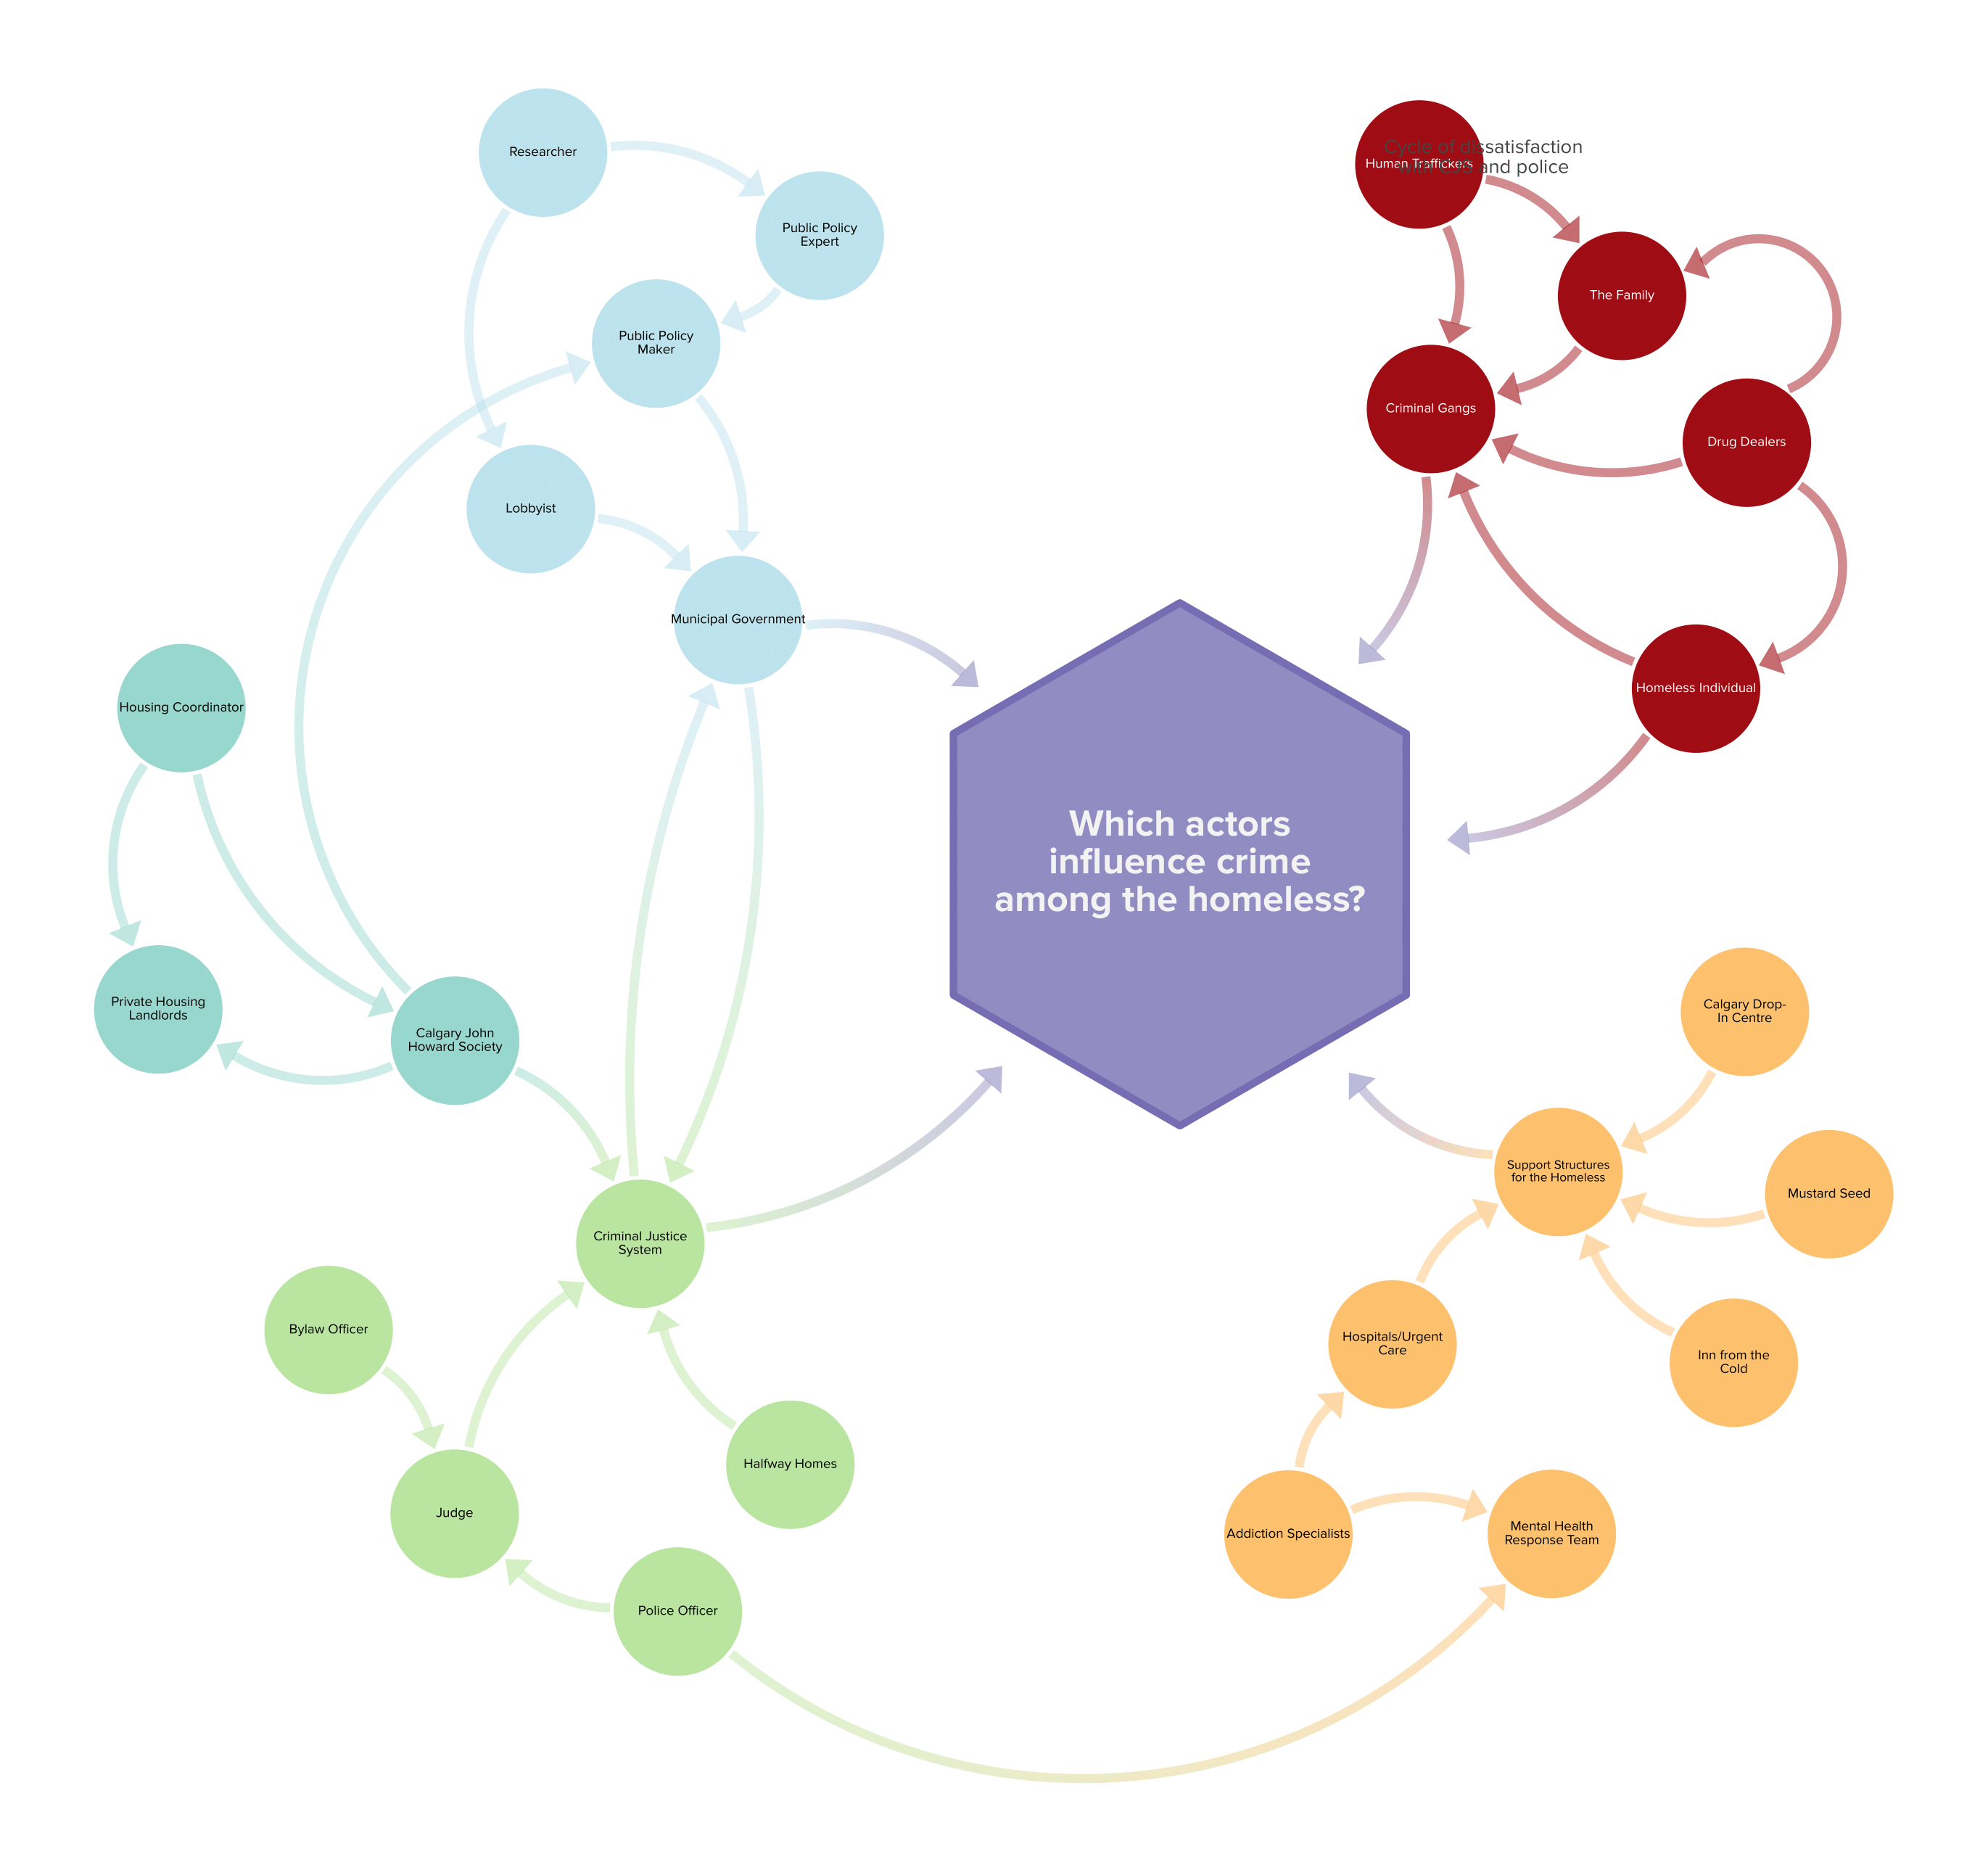 Researcher
Public Policy
Expert
Public Policy
Maker
Lobbyist
Municipal Government
Human Traffickers
Cycle of dissatisfaction
with CJS and police
The Family
Criminal Gangs
Drug Dealers
Homeless Individual
Which actors
influence crime
among the homeless?
Housing Coordinator
Private Housing
Landlords
Calgary John
Howard Society
Criminal Justice
System
Bylaw Officer
Judge
Halfway Homes
Police Officer
Calgary Drop-
In Centre
Support Structures
for the Homeless
Mustard Seed
Hospitals/Urgent
Care
Inn from the
Cold
Addiction Specialists
Mental Health
Response Team